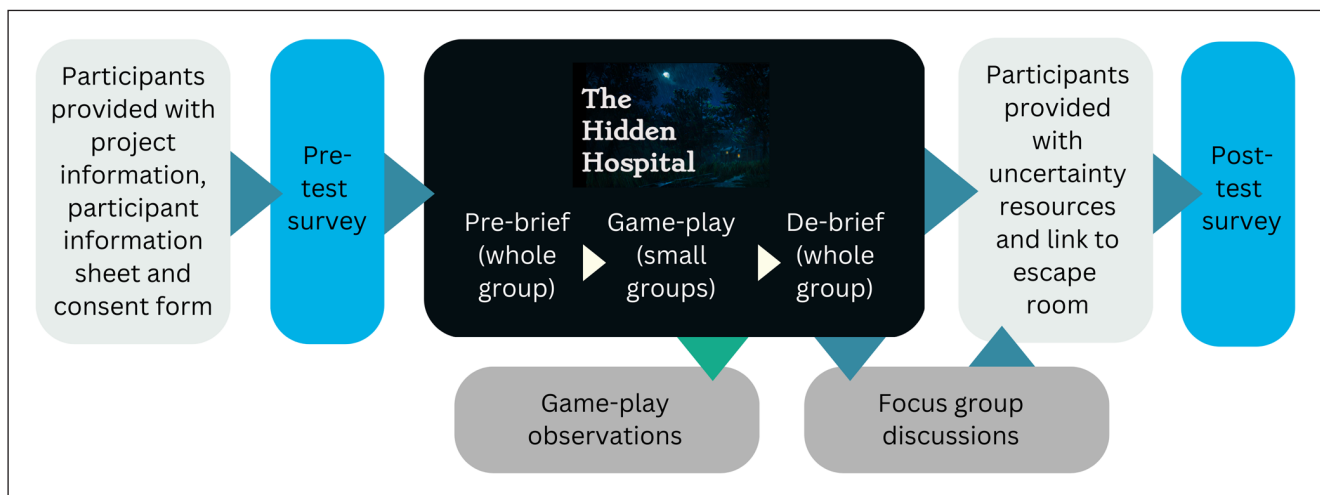 Participants
provided with
project
information,
participant
information
sheet and
consent form
Pre-
test
survey
The
Hidden
Hospital
Pre-brief
(whole
group)
Game-play
(small
groups)
De-brief
(whole
group)
Participants
provided
with
uncertainty
resources
and link to
escape
room
Post-
test
survey
Game-play
observations
Focus group
discussions